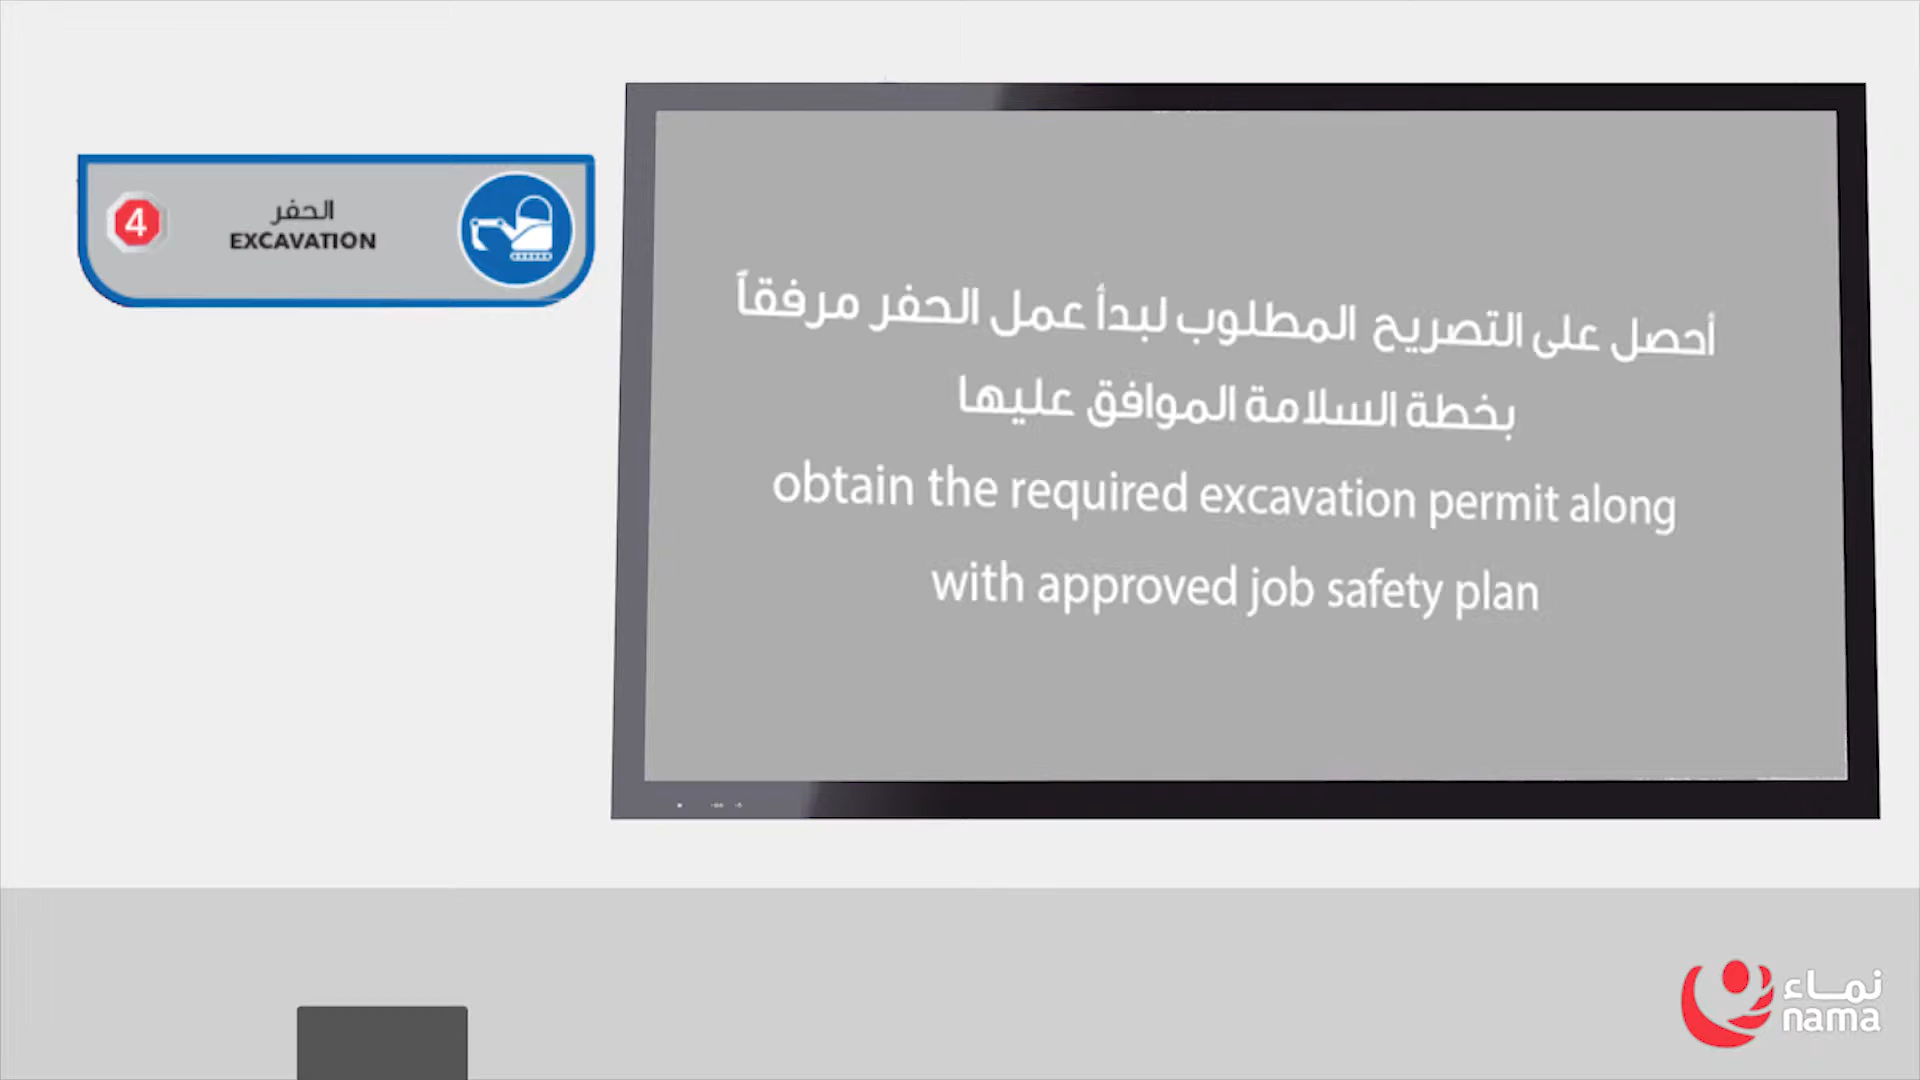 4
الحفر
EXCAVATION
أحصل على التصريح المطلوب لبدأ عمل الحفر مرفقاً
بخطة السلامة الموافق عليها
obtain the required excavation permit along
with approved job safety plan
نماء
nama